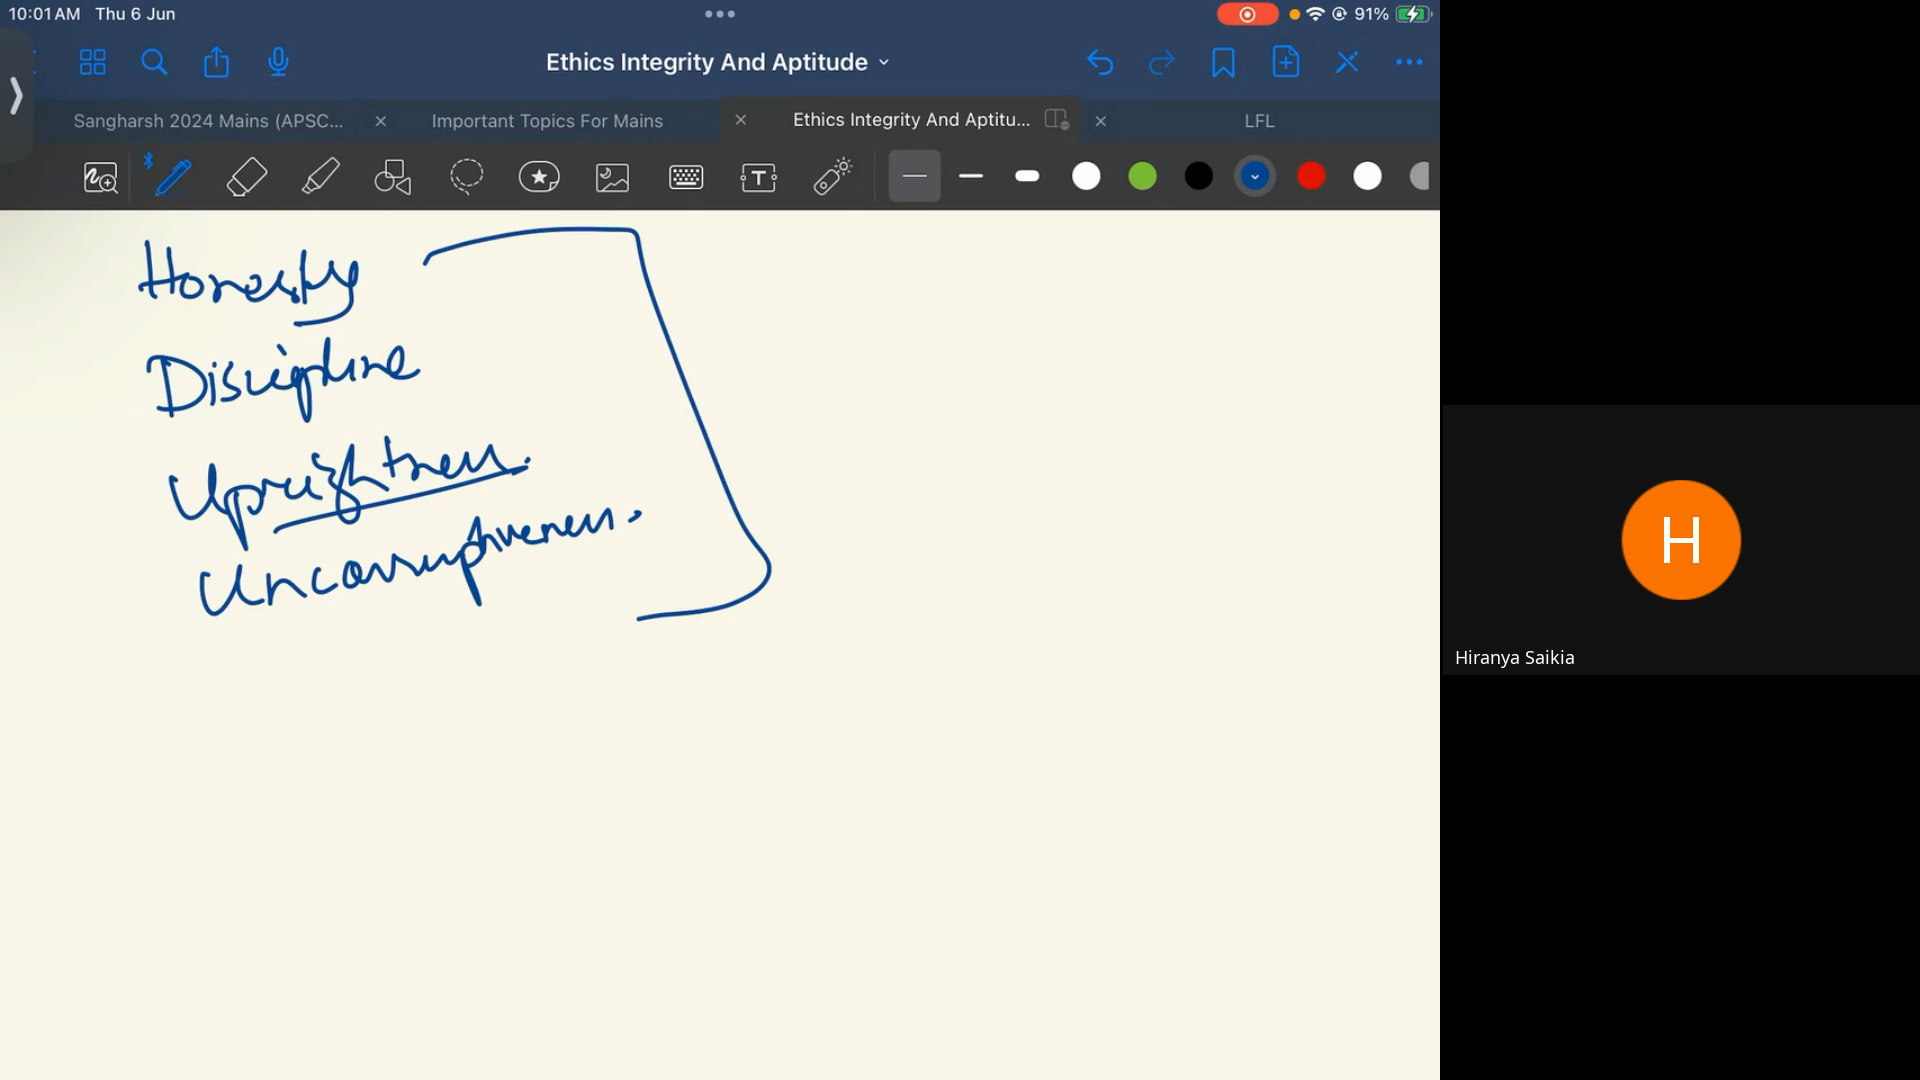 10:01 AM Thu 6 Jun
91%
Ethics Integrity And Aptitude
Sangharsh 2024 Mains (APSC...
Important Topics For Mains
Ethics Integrity And Aptitu...
LFL
T
Honesty
Discipline
Uprightness.
Uncorruptiveness.
H
Hiranya Saikia